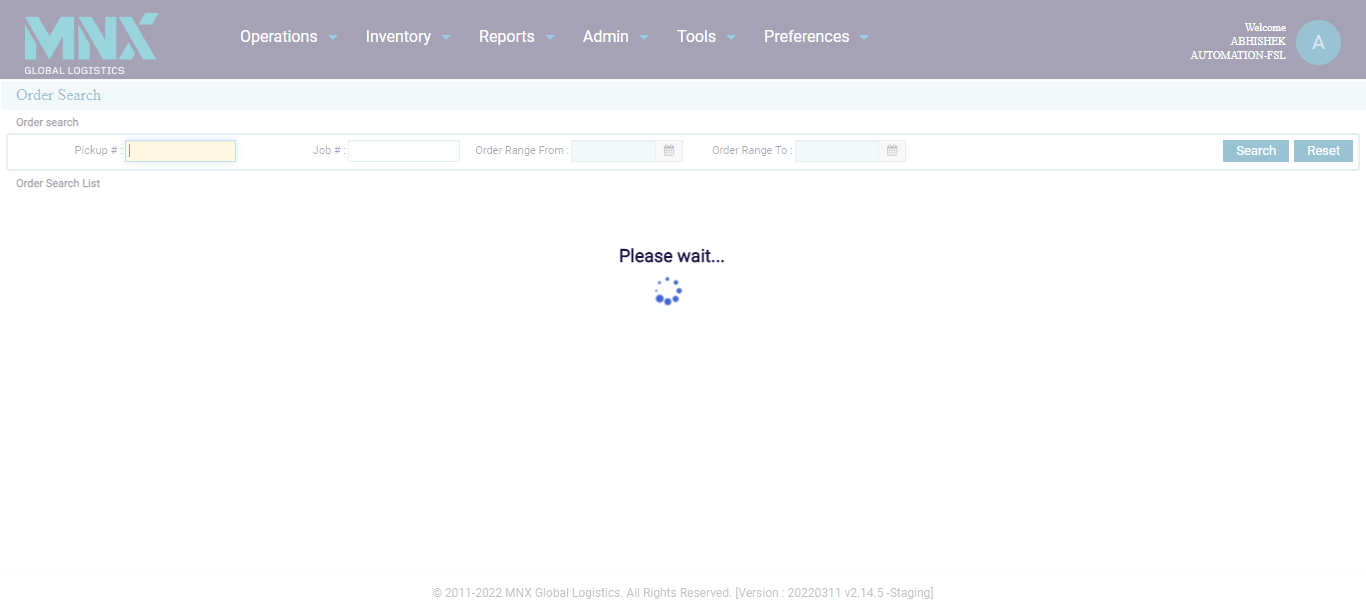 MNX
GLOBAL LOGISTICS
Operations Inventory Reports Admin Tools Preferences
Welcome
ABHISHEK
AUTOMATION-FSL
A
Order Search
Order search
Pickup # : Job # : Order Range From : Order Range To : Search Reset
Order Search List
Please wait...
© 2011-2022 MNX Global Logistics. All Rights Reserved. [Version : 20220311 v2.14.5 -Staging]